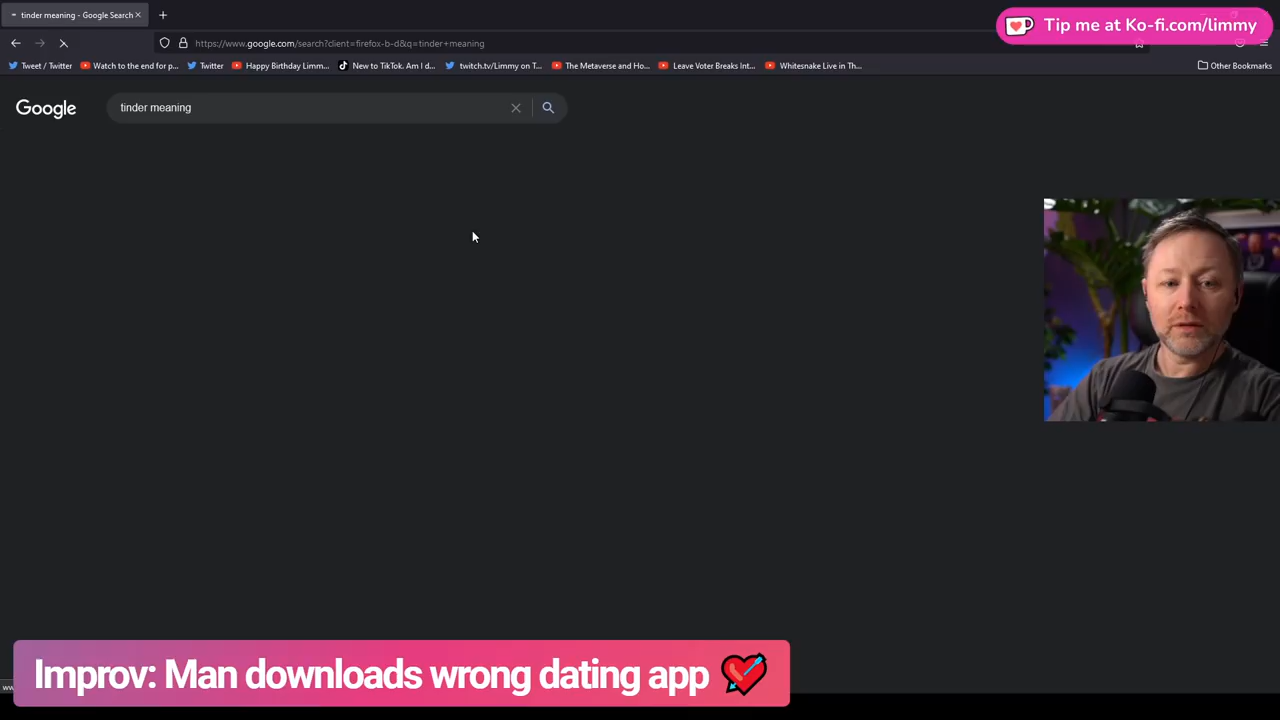 tinder meaning - Google Search
Tip me at Ko-fi.com/limmy
https://www.google.com/search?client=firefox-b-d&q=tinder+meaning
Tweet / Twitter
Watch to the end for p...
Twitter
Happy Birthday Limm...
New to TikTok. Am I d...
twitch.tv/Limmy on T...
The Metaverse and Ho...
Leave Voter Breaks Int...
Whitesnake Live in Th...
Other Bookmarks
Google
tinder meaning
Improv: Man downloads wrong dating app